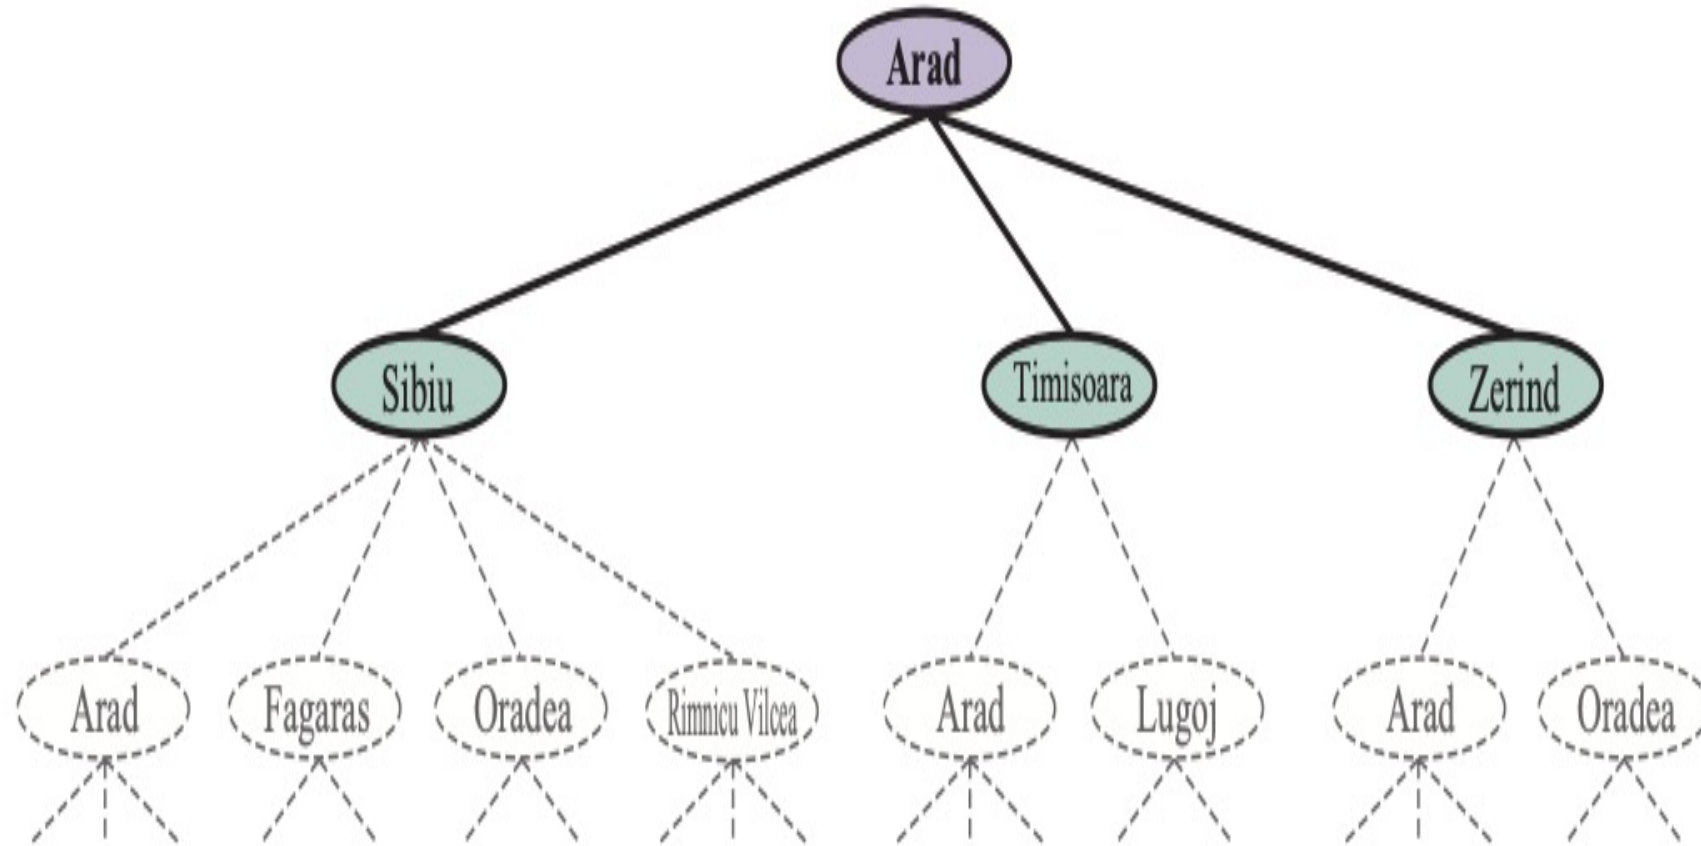 Arad
Sibiu
Timisoara
Zerind
Arad
Fagaras
Oradea
Rimnicu Vilcea
Arad
Lugoj
Arad
Oradea